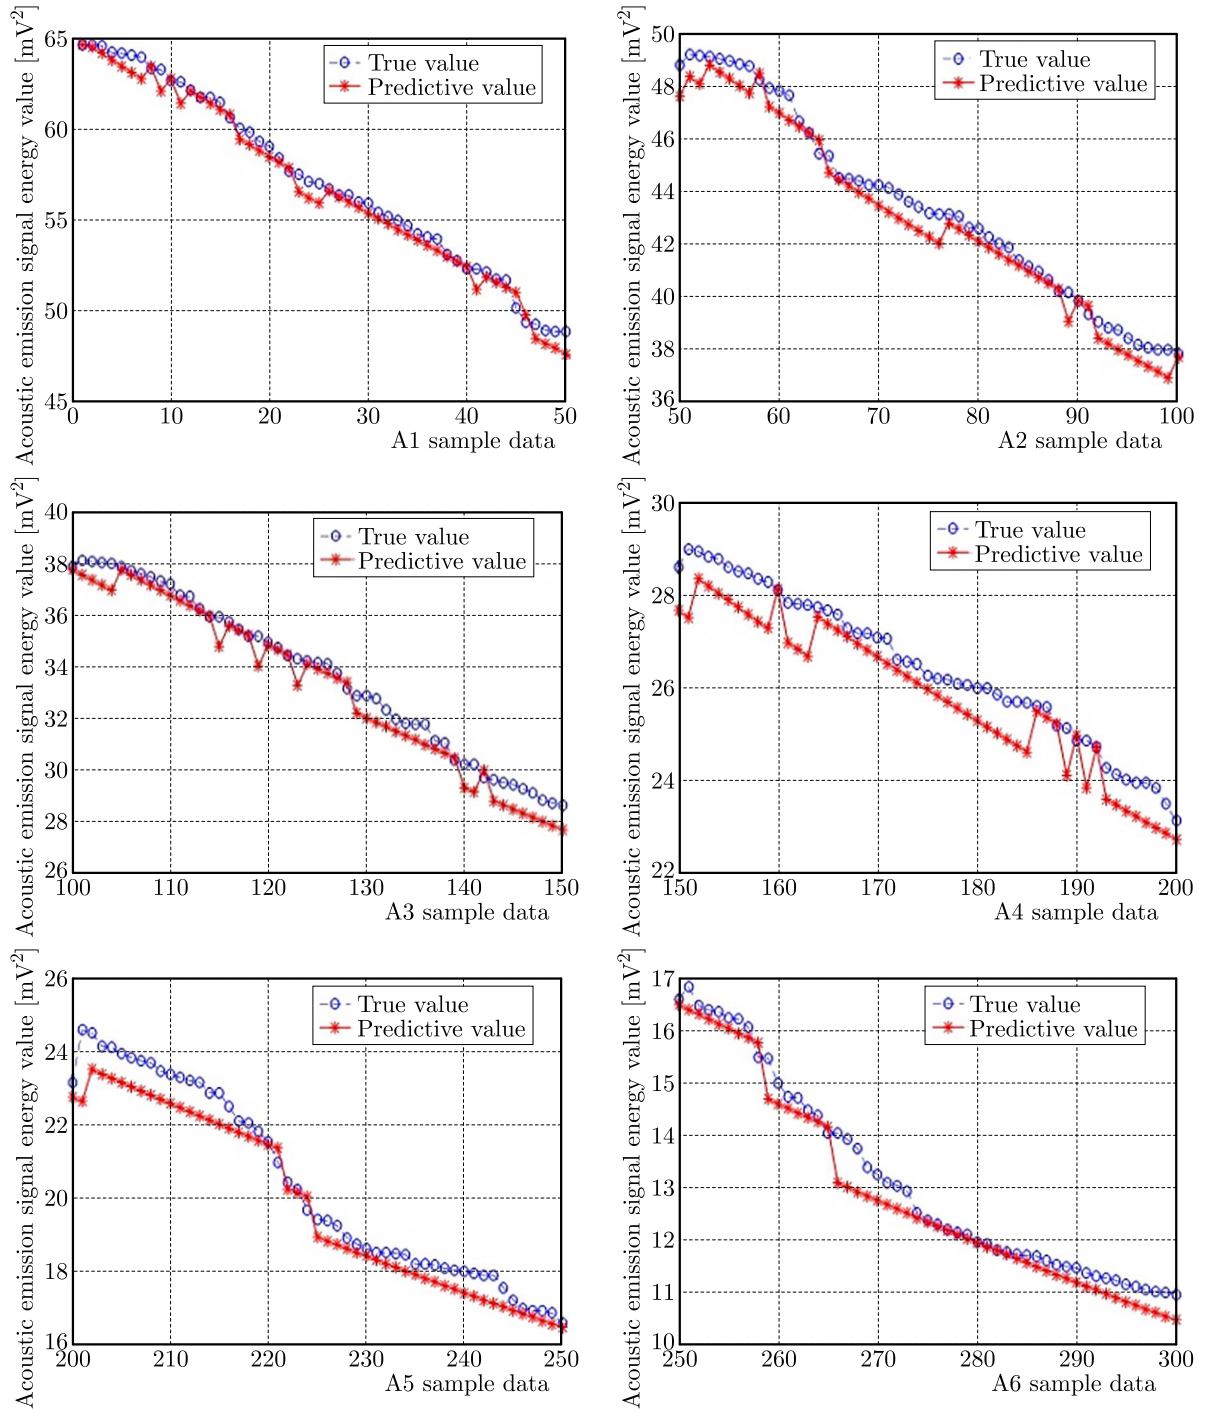 Acoustic emission signal energy value [mV²]
65
60
55
50
45
0 10 20 30 40 50
A1 sample data
True value
Predictive value
Acoustic emission signal energy value [mV²]
50
48
46
44
42
40
38
36
50 60 70 80 90 100
A2 sample data
True value
Predictive value
Acoustic emission signal energy value [mV²]
40
38
36
34
32
30
28
26
100 110 120 130 140 150
A3 sample data
True value
Predictive value
Acoustic emission signal energy value [mV²]
30
28
26
24
22
150 160 170 180 190 200
A4 sample data
True value
Predictive value
Acoustic emission signal energy value [mV²]
26
24
22
20
18
16
200 210 220 230 240 250
A5 sample data
True value
Predictive value
Acoustic emission signal energy value [mV²]
17
16
15
14
13
12
11
10
250 260 270 280 290 300
A6 sample data
True value
Predictive value